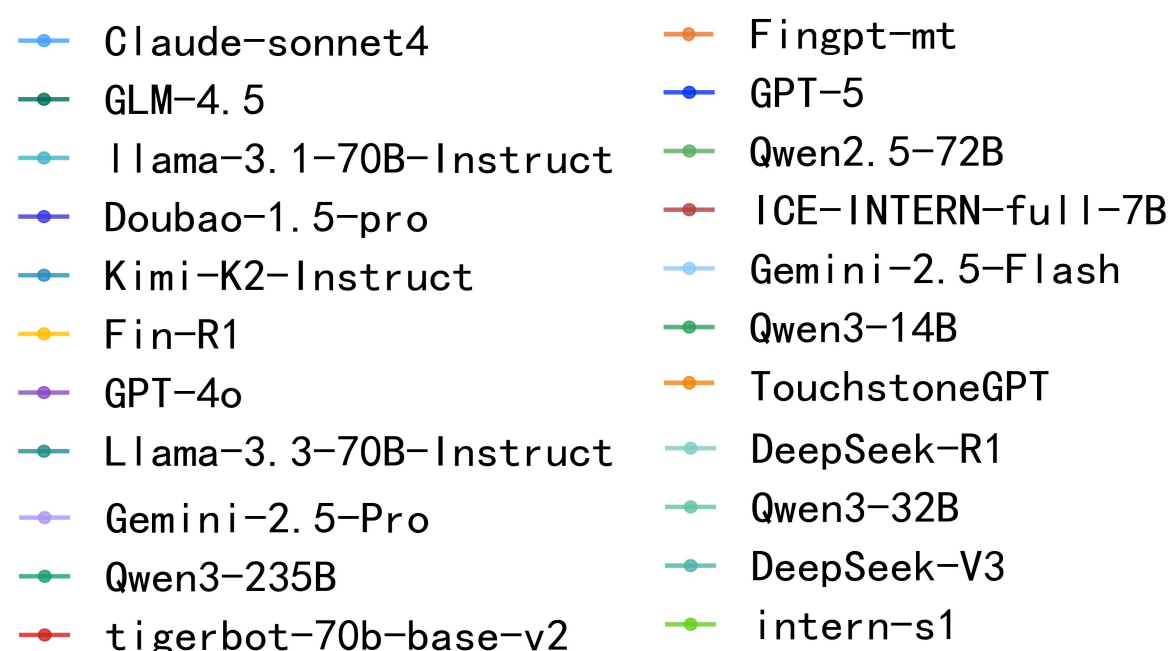 Claude-sonnet4
GLM-4.5
llama-3.1-70B-Instruct
Doubao-1.5-pro
Kimi-K2-Instruct
Fin-R1
GPT-4o
Llama-3.3-70B-Instruct
Gemini-2.5-Pro
Qwen3-235B
tigerbot-70b-base-v2
Fingpt-mt
GPT-5
Qwen2.5-72B
ICE-INTERN-full-7B
Gemini-2.5-Flash
Qwen3-14B
TouchstoneGPT
DeepSeek-R1
Qwen3-32B
DeepSeek-V3
intern-s1